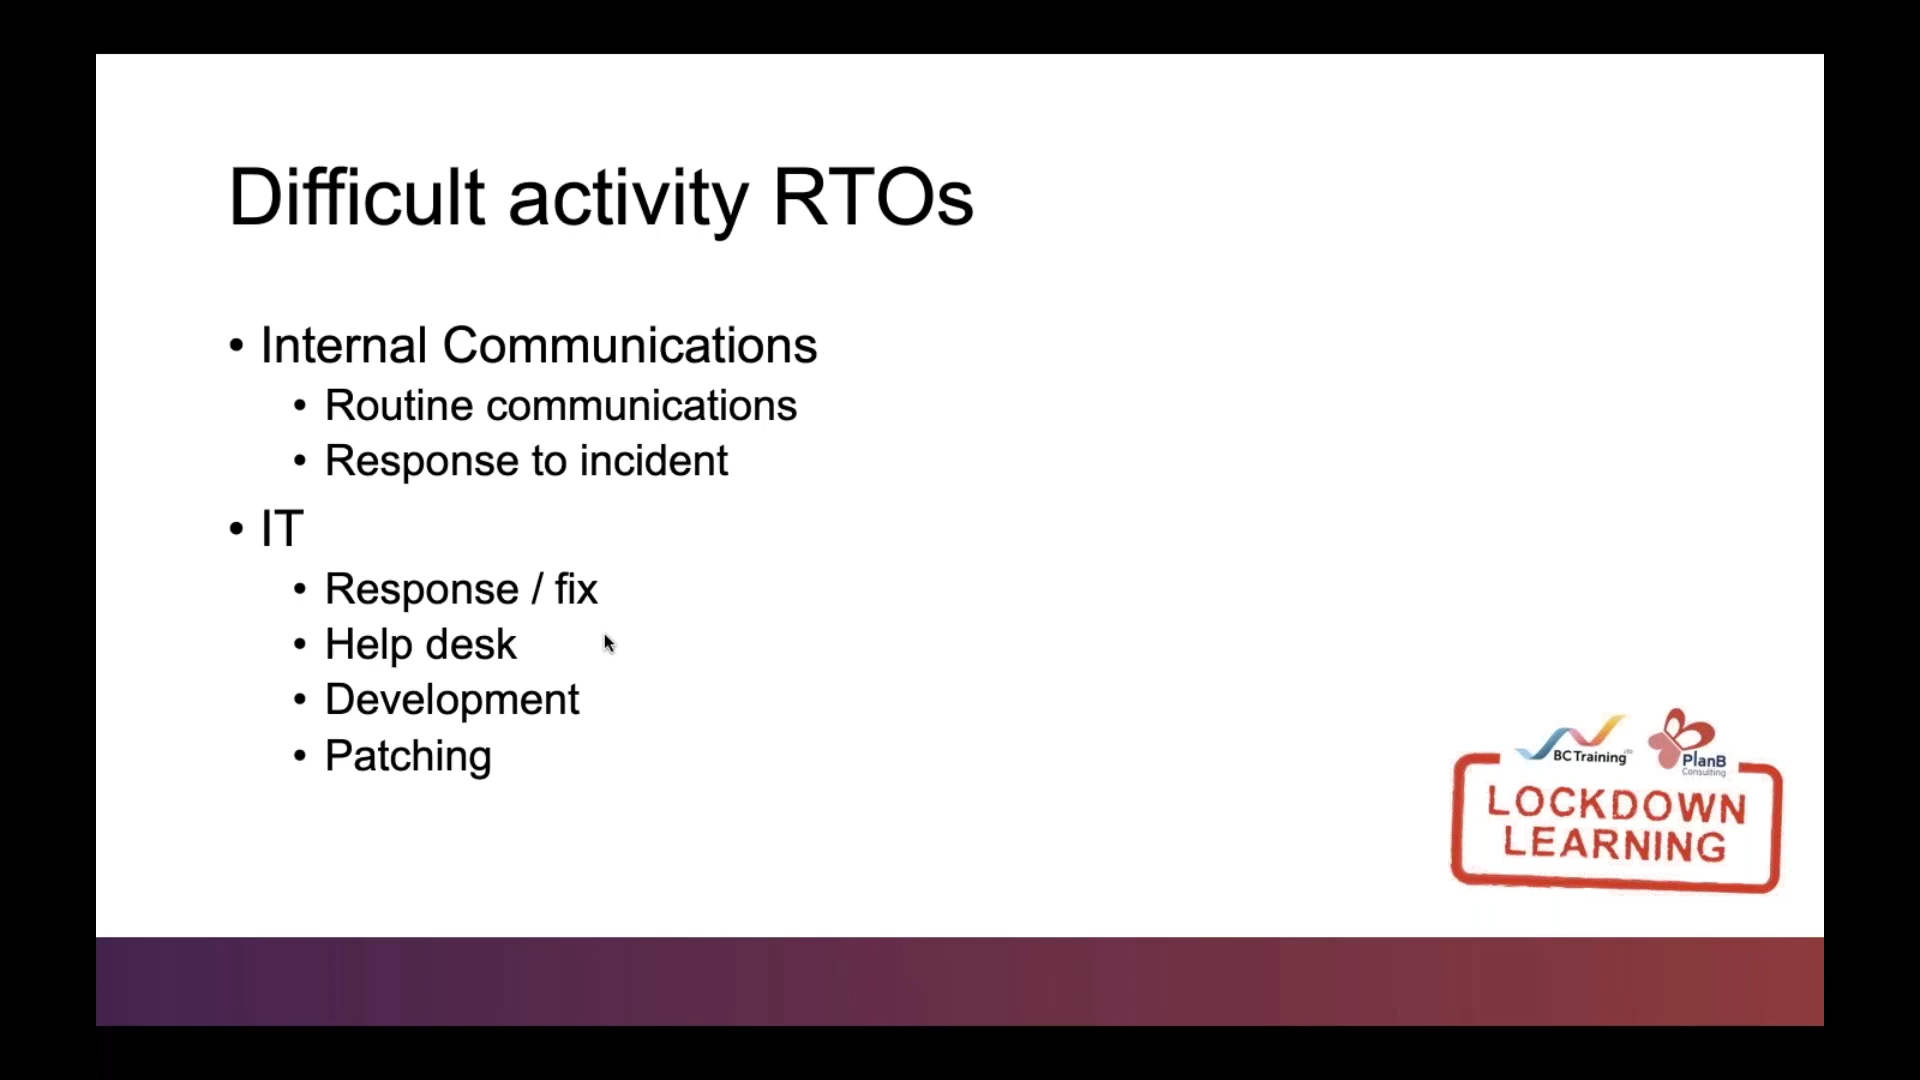 Difficult activity RTOs
• Internal Communications
• Routine communications
• Response to incident
• IT
• Response / fix
• Help desk
• Development
• Patching
BC Training Ltd
PlanB
Consulting
LOCKDOWN
LEARNING